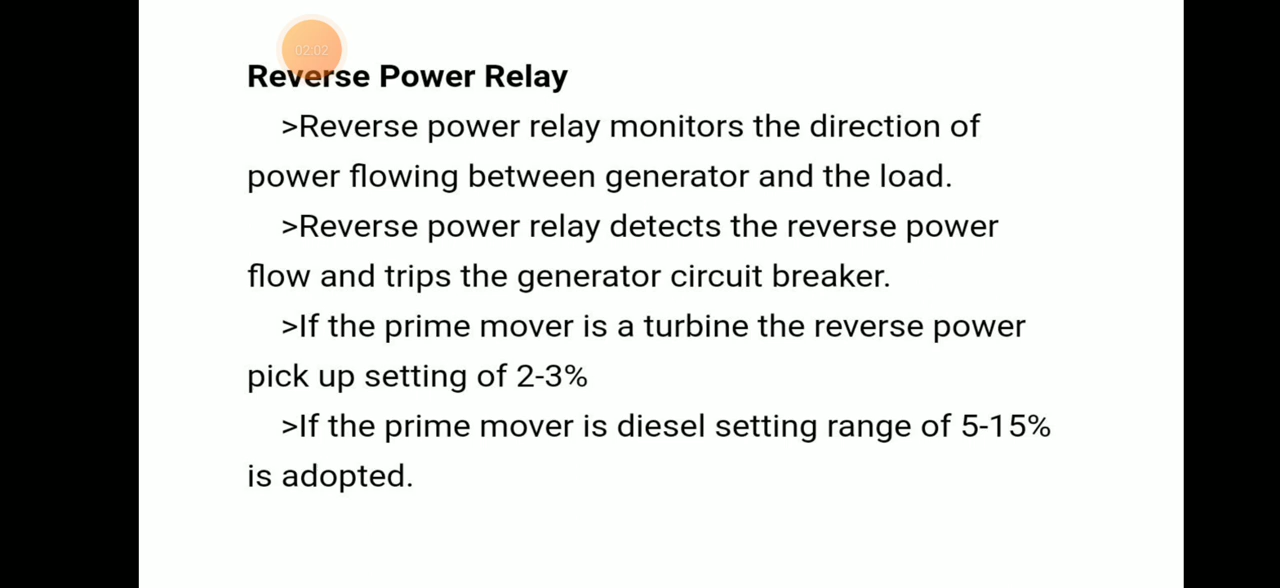 02:02
Reverse Power Relay
>Reverse power relay monitors the direction of
power flowing between generator and the load.
>Reverse power relay detects the reverse power
flow and trips the generator circuit breaker.
>If the prime mover is a turbine the reverse power
pick up setting of 2-3%
>If the prime mover is diesel setting range of 5-15%
is adopted.